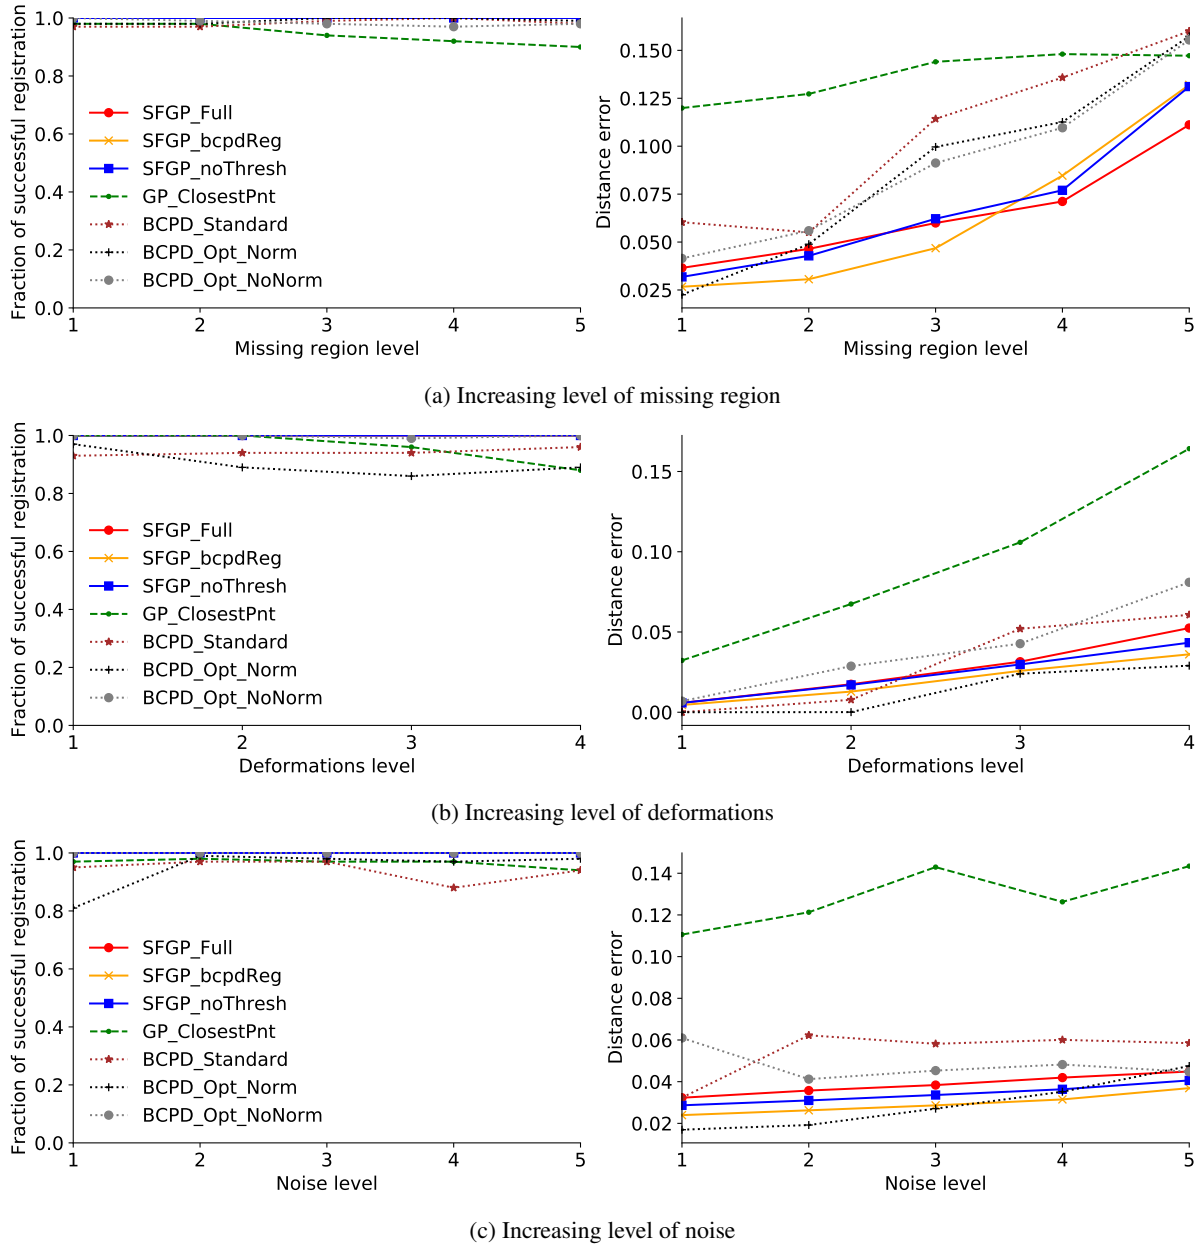 Fraction of successful registration
1.0
0.8
0.6
0.4
0.2
0.0
SFGP_Full
SFGP_bcpdReg
SFGP_noThresh
GP_ClosestPnt
BCPD_Standard
BCPD_Opt_Norm
BCPD_Opt_NoNorm
1 2 3 4 5
Missing region level
Distance error
0.150
0.125
0.100
0.075
0.050
0.025
1 2 3 4 5
Missing region level
(a) Increasing level of missing region
Fraction of successful registration
1.0
0.8
0.6
0.4
0.2
0.0
SFGP_Full
SFGP_bcpdReg
SFGP_noThresh
GP_ClosestPnt
BCPD_Standard
BCPD_Opt_Norm
BCPD_Opt_NoNorm
1 2 3 4
Deformations level
Distance error
0.15
0.10
0.05
0.00
1 2 3 4
Deformations level
(b) Increasing level of deformations
Fraction of successful registration
1.0
0.8
0.6
0.4
0.2
0.0
SFGP_Full
SFGP_bcpdReg
SFGP_noThresh
GP_ClosestPnt
BCPD_Standard
BCPD_Opt_Norm
BCPD_Opt_NoNorm
1 2 3 4 5
Noise level
Distance error
0.14
0.12
0.10
0.08
0.06
0.04
0.02
1 2 3 4 5
Noise level
(c) Increasing level of noise